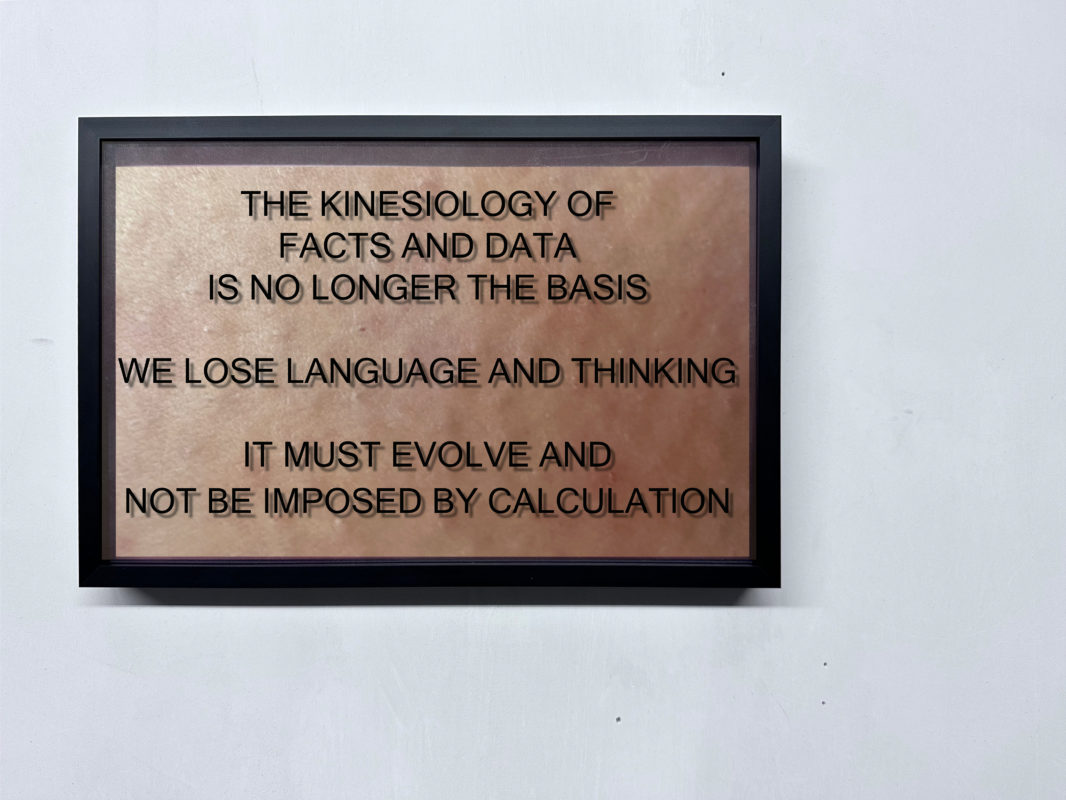 THE KINESIOLOGY OF
FACTS AND DATA
IS NO LONGER THE BASIS
WE LOSE LANGUAGE AND THINKING
IT MUST EVOLVE AND
NOT BE IMPOSED BY CALCULATION